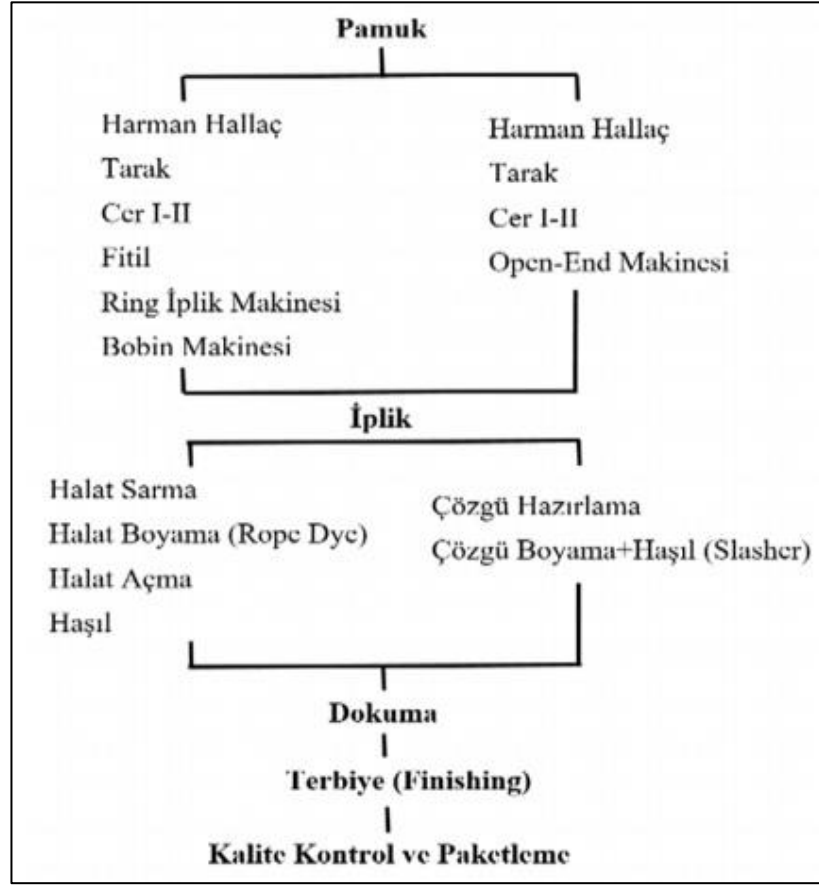 Pamuk
Harman Hallaç
Tarak
Cer I-II
Fitil
Ring İplik Makinesi
Bobin Makinesi
Harman Hallaç
Tarak
Cer I-II
Open-End Makinesi
İplik
Halat Sarma
Halat Boyama (Rope Dye)
Halat Açma
Haşıl
Çözgü Hazırlama
Çözgü Boyama+Haşıl (Slasher)
Dokuma
Terbiye (Finishing)
Kalite Kontrol ve Paketleme